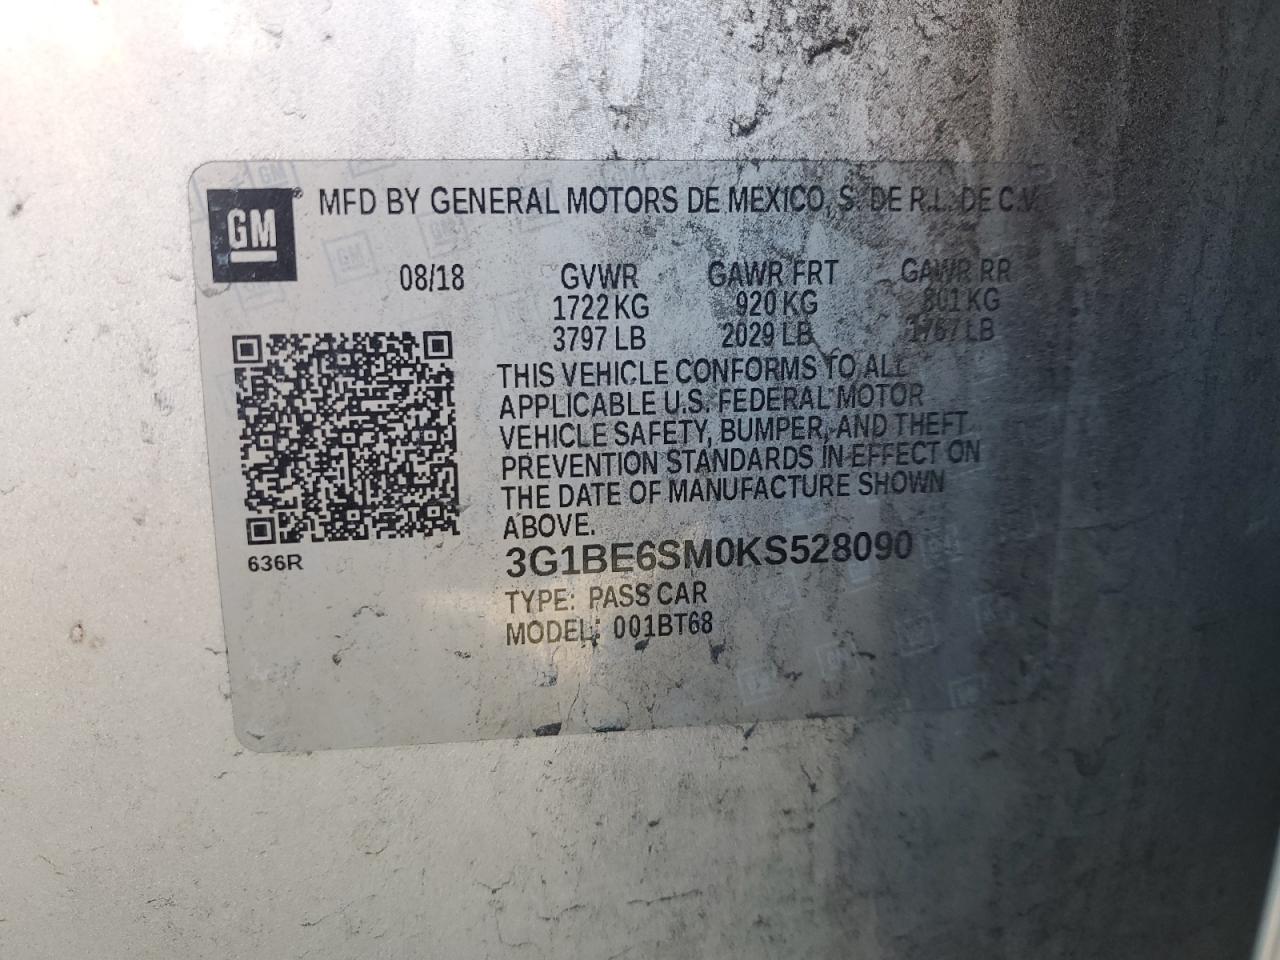 GM
MFD BY GENERAL MOTORS DE MEXICO, S. DE R.L. DE C.V.
08/18 GVWR GAWR FRT GAWR RR
1722 KG 920 KG 801 KG
3797 LB 2029 LB 1767 LB
THIS VEHICLE CONFORMS TO ALL
APPLICABLE U.S. FEDERAL MOTOR
VEHICLE SAFETY, BUMPER, AND THEFT
PREVENTION STANDARDS IN EFFECT ON
THE DATE OF MANUFACTURE SHOWN
ABOVE.
636R
3G1BE6SM0KS528090
TYPE: PASS CAR
MODEL: 001BT68